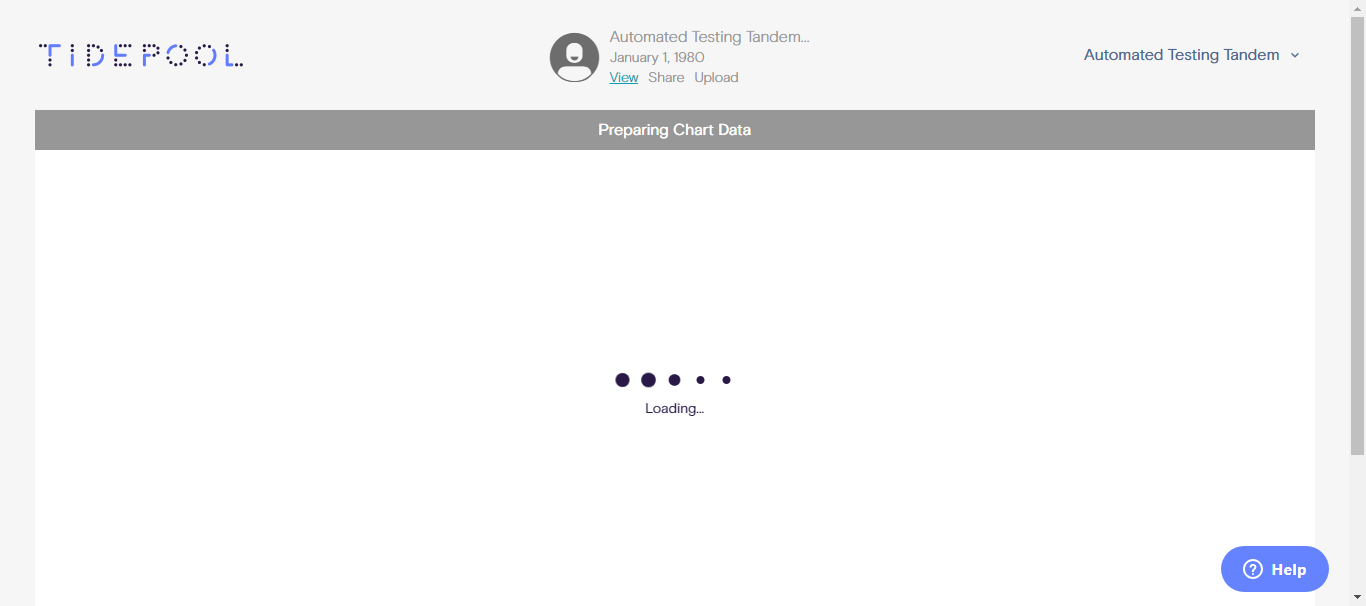 TIDEPOOL
Automated Testing Tandem...
January 1, 1980
View Share Upload
Automated Testing Tandem
Preparing Chart Data
Loading...
Help